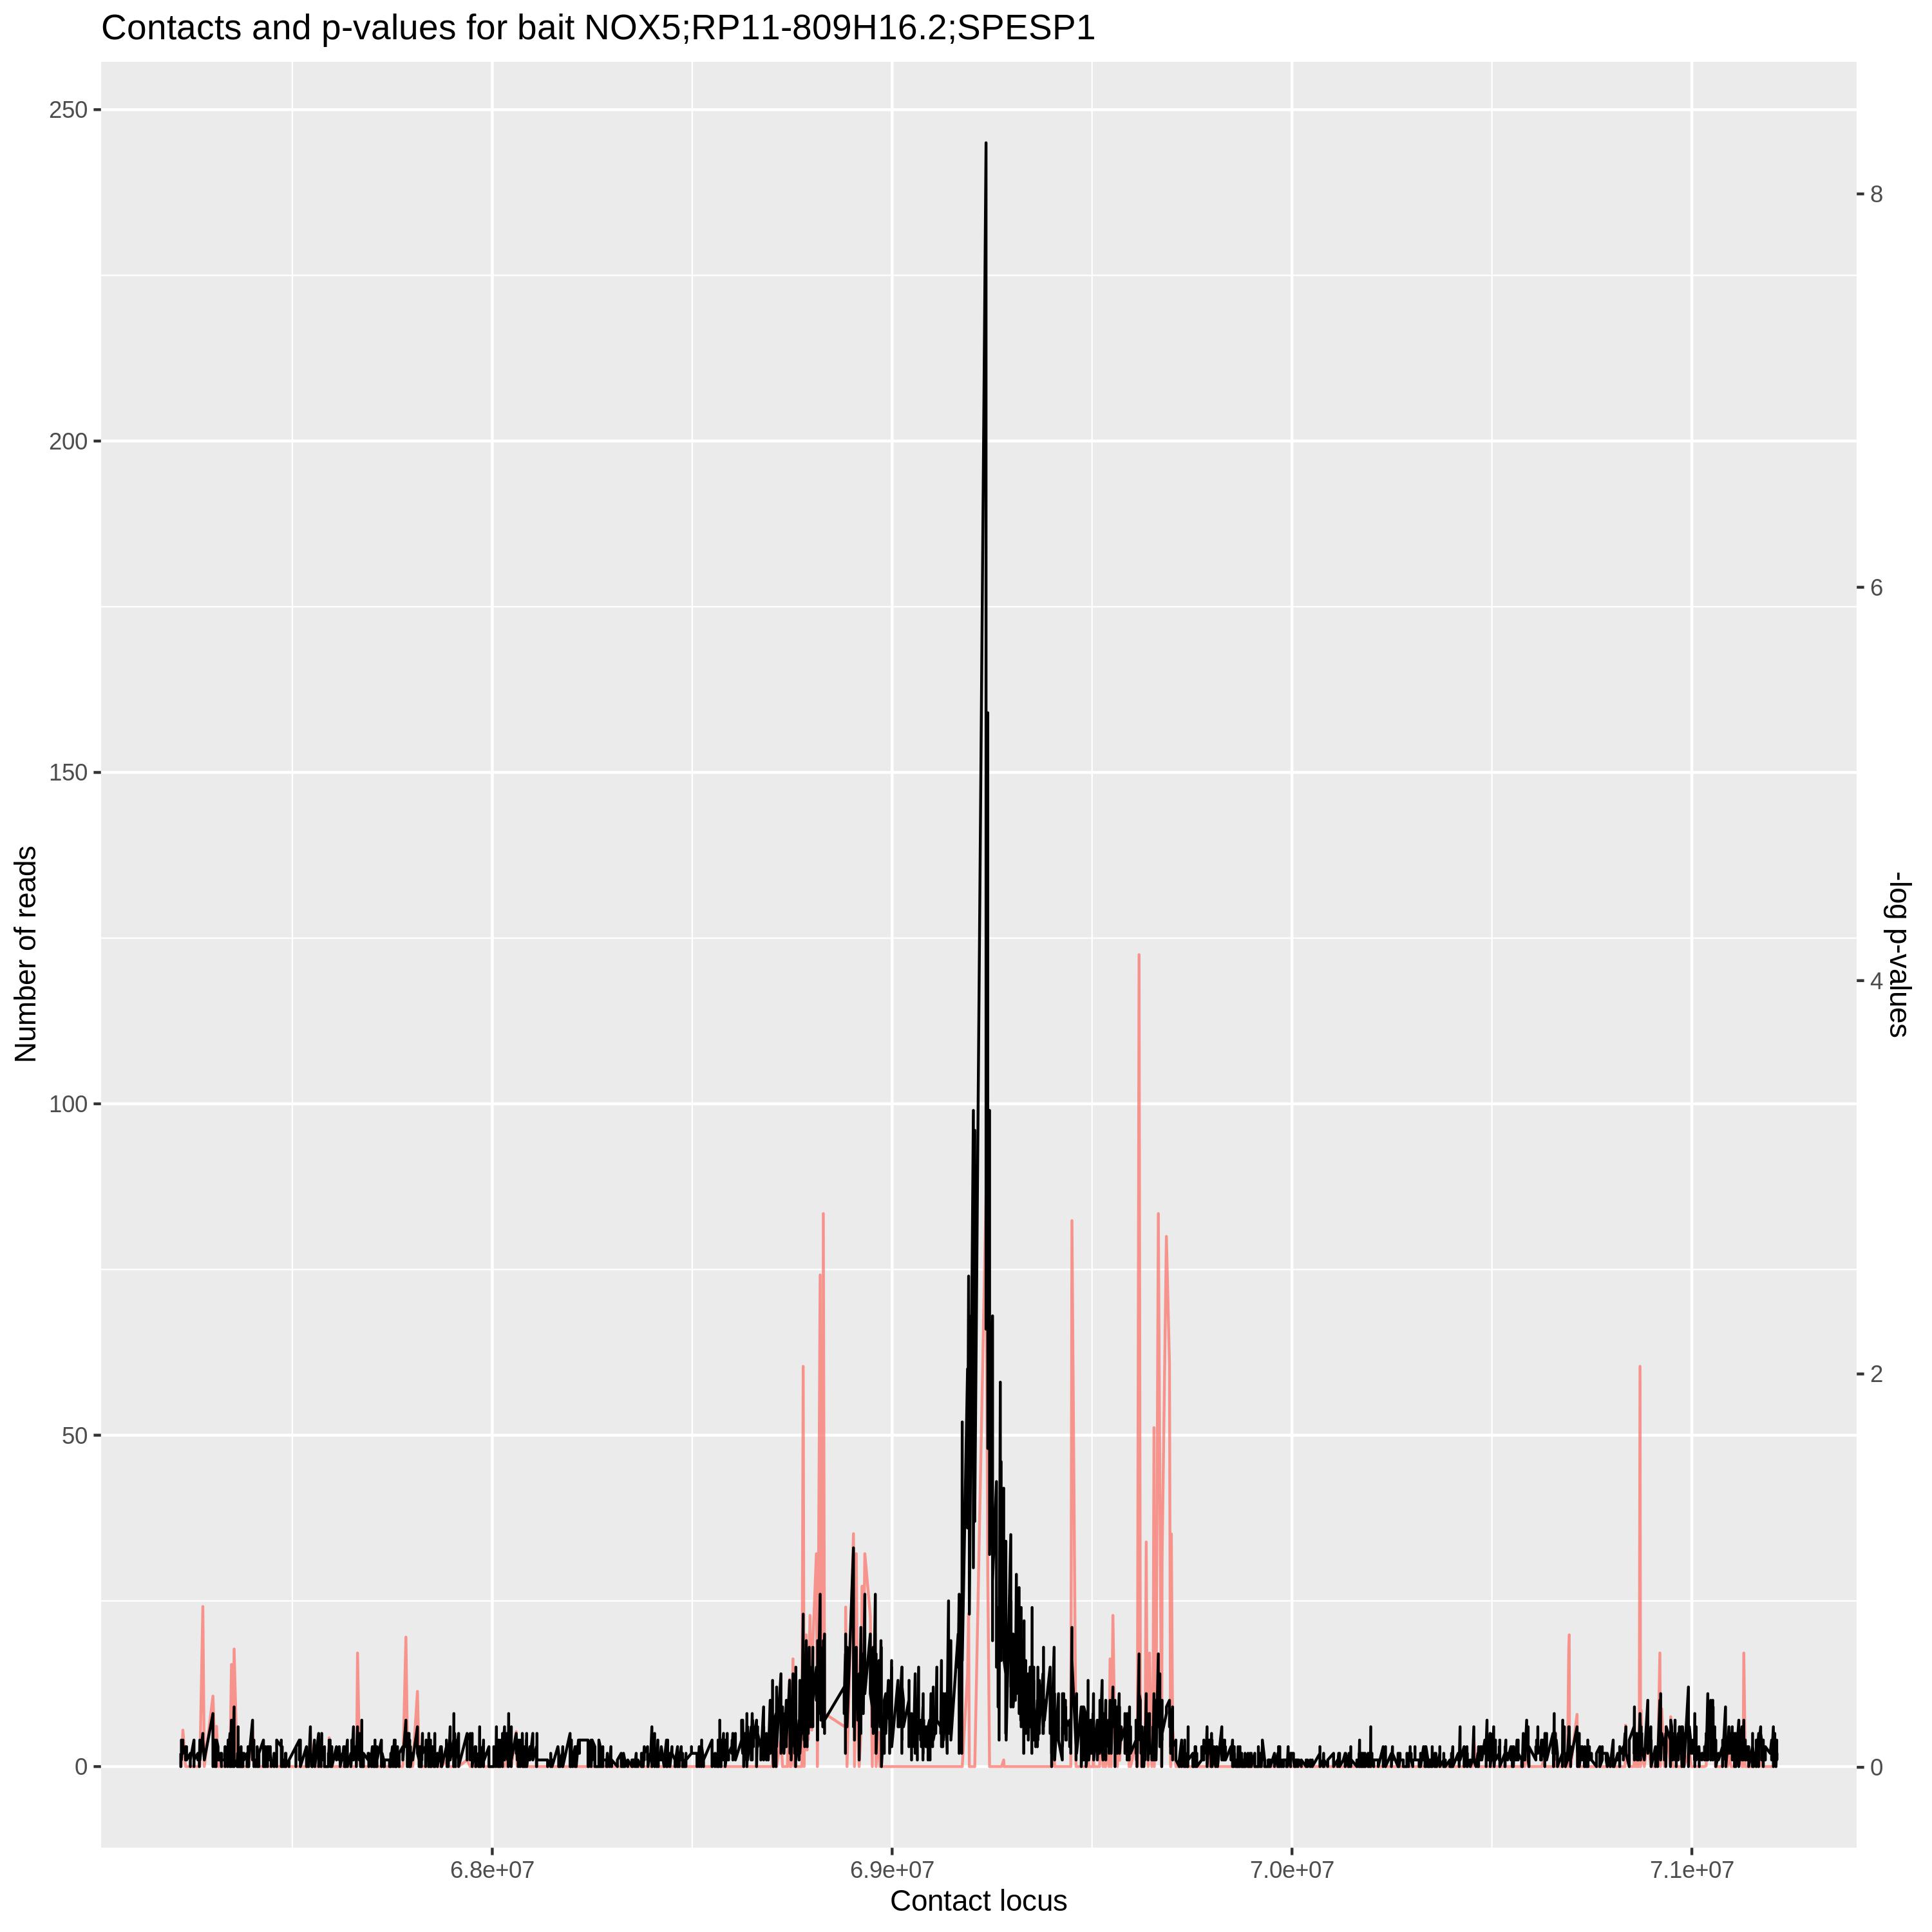 Contacts and p-values for bait NOX5;RP11-809H16.2;SPESP1
250
200
150
100
50
0
Number of reads
8
6
4
2
0
-log p-values
6.8e+07
6.9e+07
7.0e+07
7.1e+07
Contact locus